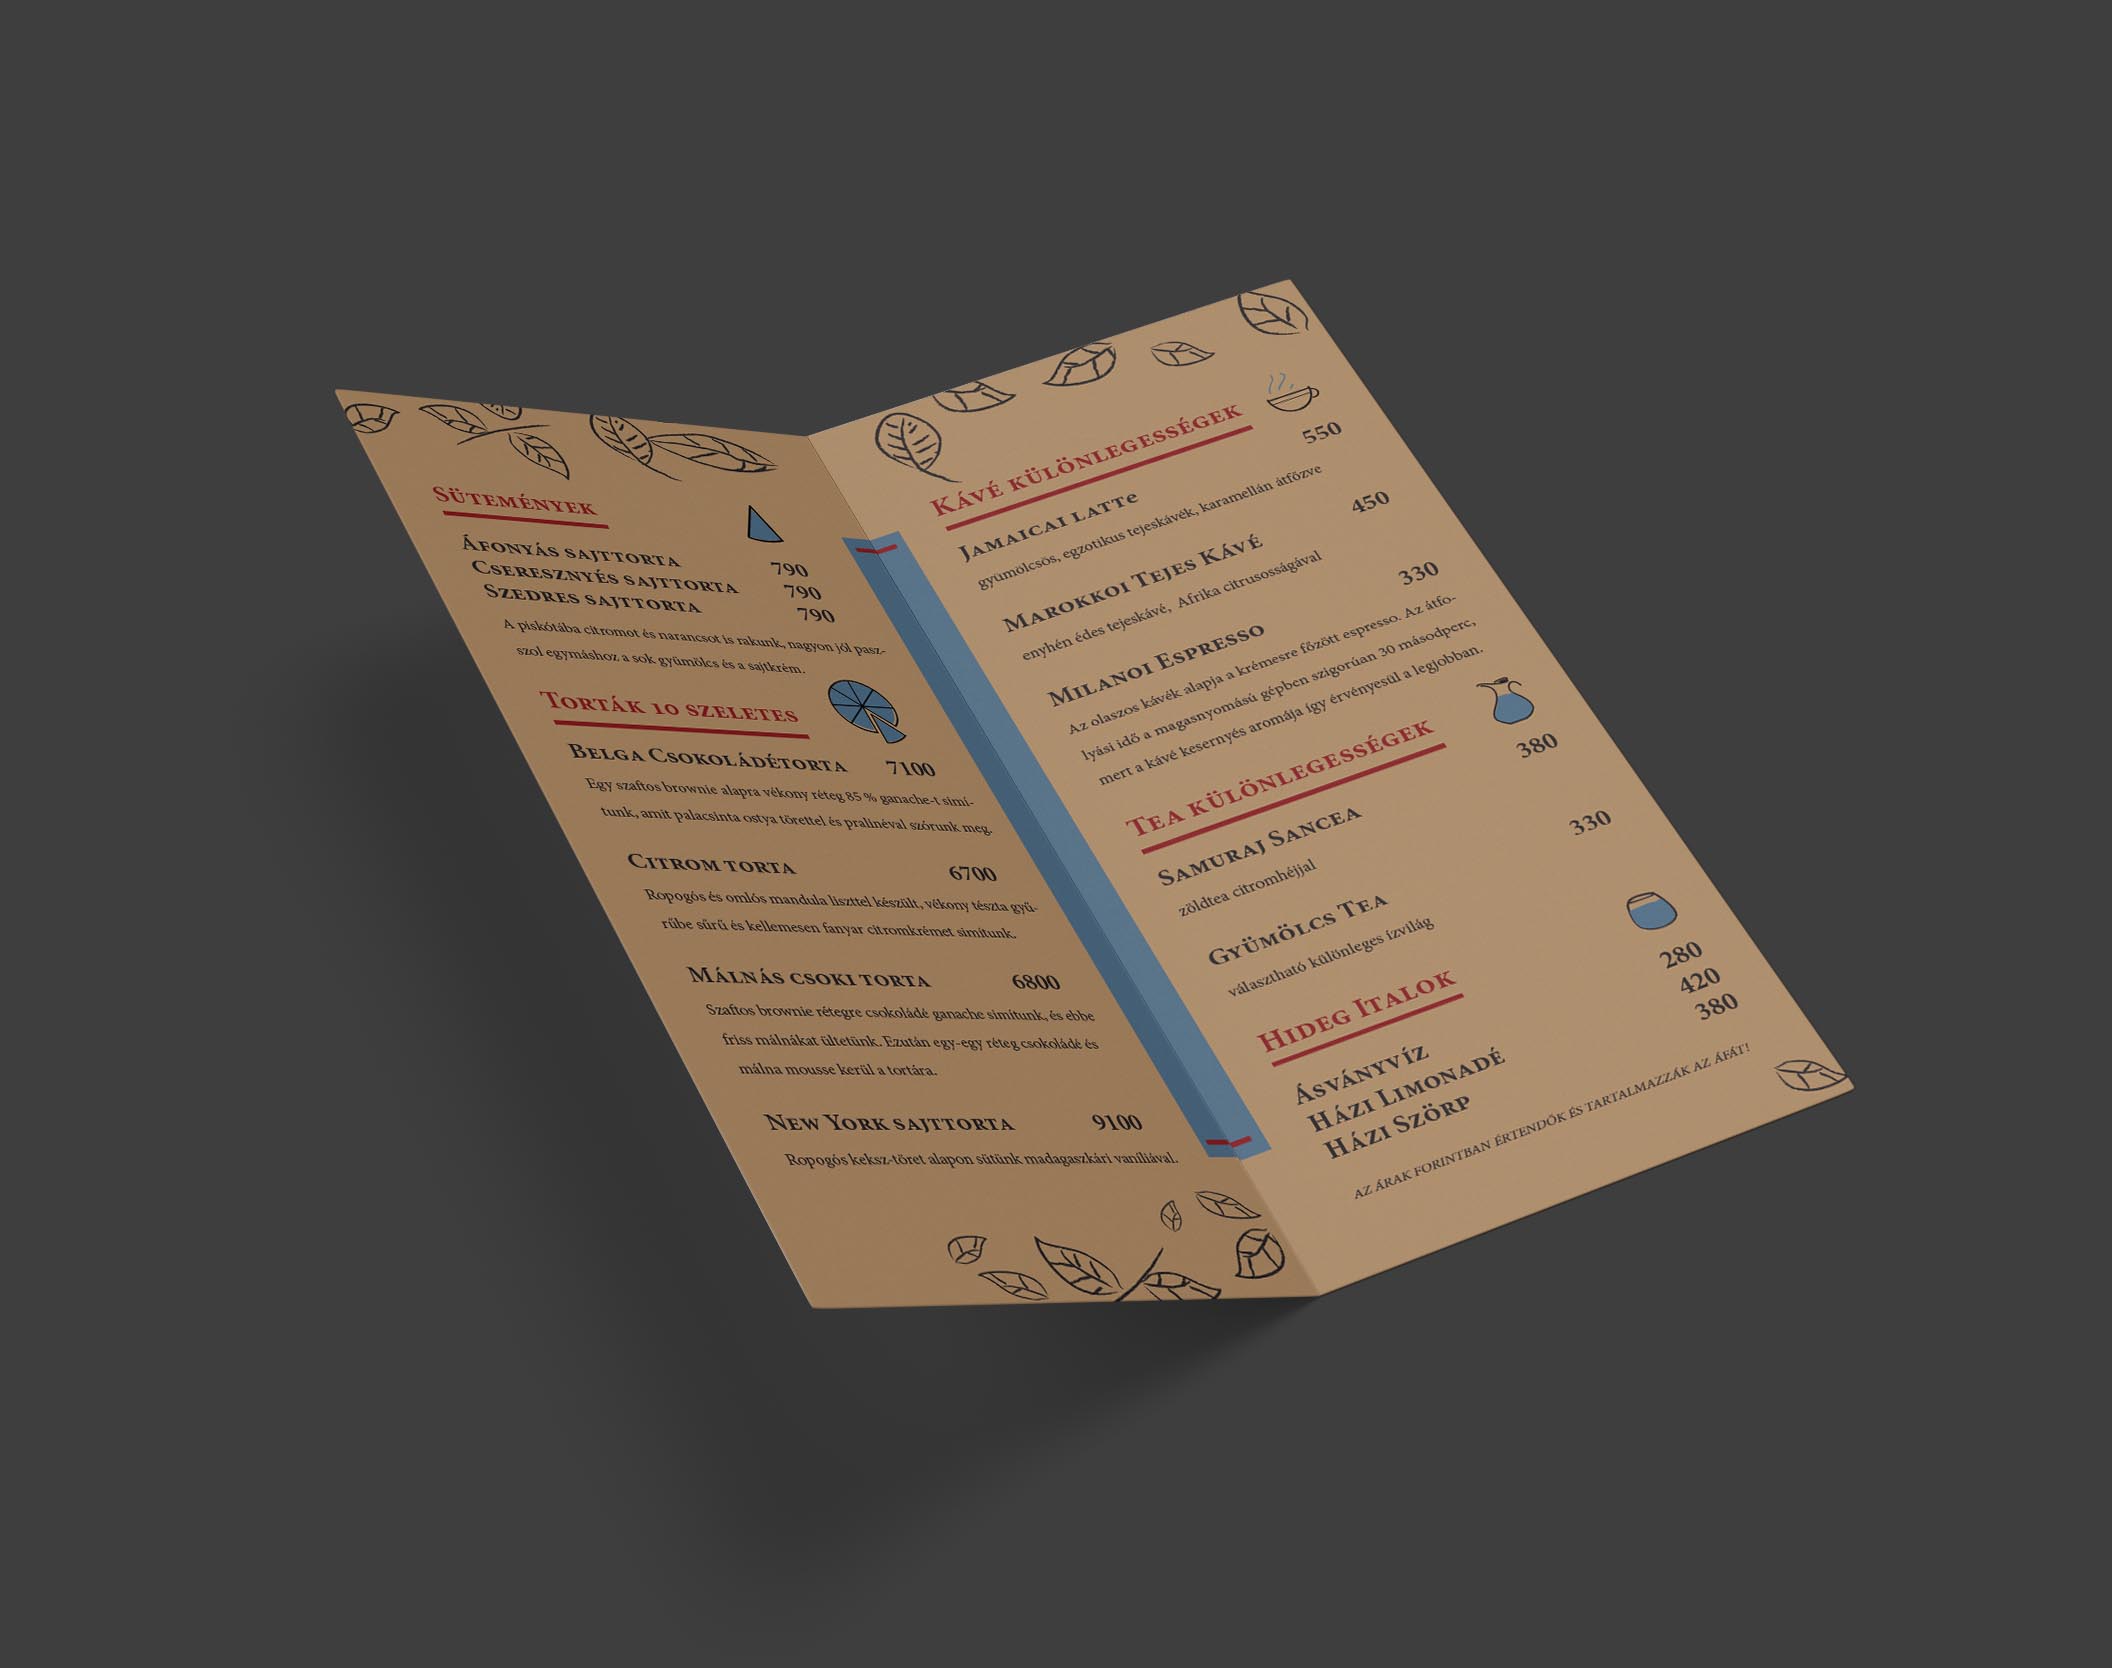 Sütemények
Áfonyás sajttorta 790
Cseresznyés sajttorta 790
Szedres sajttorta 790
A piskótába citromot és narancsot is rakunk, nagyon jól pasz-
szol egymáshoz a sok gyümölcs és a sajtkrém.
Torták 10 szeletes
Belga Csokoládétorta 7100
Egy szaftos brownie alapra vékony réteg 85 % ganache-t simí-
tunk, amit palacsinta ostya törettel és pralinéval szórunk meg.
Citrom torta 6700
Ropogós és omlós mandula liszttel készült, vékony tészta gyű-
rűbe sűrű és kellemesen fanyar citromkrémet simítunk.
Málnás csoki torta 6800
Szaftos brownie rétegre csokoládé ganache simítunk, és ebbe
friss málnákat ültetünk. Ezután egy-egy réteg csokoládé és
málna mousse kerül a tortára.
New York sajttorta 9100
Ropogós keksz-töret alapon sütünk madagaszkári vaníliával.
Kávé különlegességek
Jamaicai latte 550
gyümölcsös, egzotikus tejeskávék, karamellán átfőzve
Marokkoi Tejes Kávé 450
enyhén édes tejeskávé, Afrika citrusosságával
Milanoi Espresso 330
Az olaszos kávék alapja a krémesre főzött espresso. Az átfo-
lyási idő a magasnyomású gépben szigorúan 30 másodperc,
mert a kávé kesernyés aromája így érvényesül a legjobban.
Tea különlegességek
Samuraj Sancea 380
zöldtea citromhéjjal
Gyümölcs Tea 330
választható különleges ízvilág
Hideg Italok
Ásványvíz 280
Házi Limonadé 420
Házi Szörp 380
AZ ÁRAK FORINTBAN ÉRTENDŐK ÉS TARTALMAZZÁK AZ ÁFÁT!